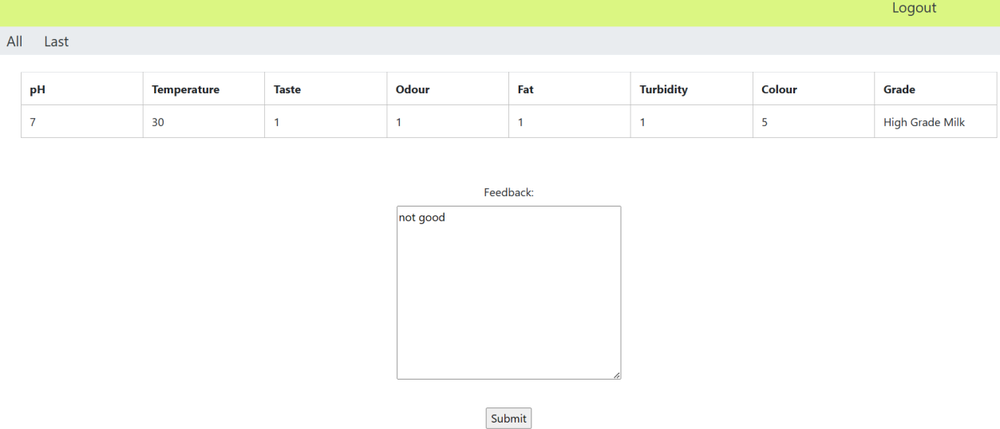 Logout
All Last
pH Temperature Taste Odour Fat Turbidity Colour Grade
7 30 1 1 1 1 5 High Grade Milk
Feedback:
not good
Submit